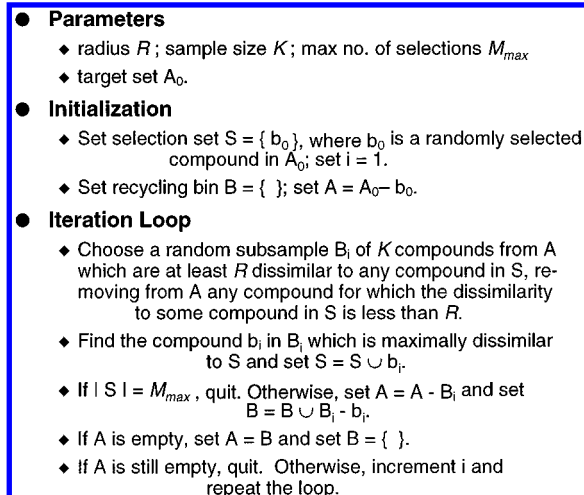 ● Parameters
◆ radius R ; sample size K ; max no. of selections Mmax
◆ target set A0.
● Initialization
◆ Set selection set S = { b0}, where b0 is a randomly selected
compound in A0; set i = 1.
◆ Set recycling bin B = { }; set A = A0– b0.
● Iteration Loop
◆ Choose a random subsample Bi of K compounds from A
which are at least R dissimilar to any compound in S, re-
moving from A any compound for which the dissimilarity
to some compound in S is less than R.
◆ Find the compound bi in Bi which is maximally dissimilar
to S and set S = S ∪ bi.
◆ If | S | = Mmax , quit. Otherwise, set A = A - Bi and set
B = B ∪ Bi - bi.
◆ If A is empty, set A = B and set B = { }.
◆ If A is still empty, quit. Otherwise, increment i and
repeat the loop.